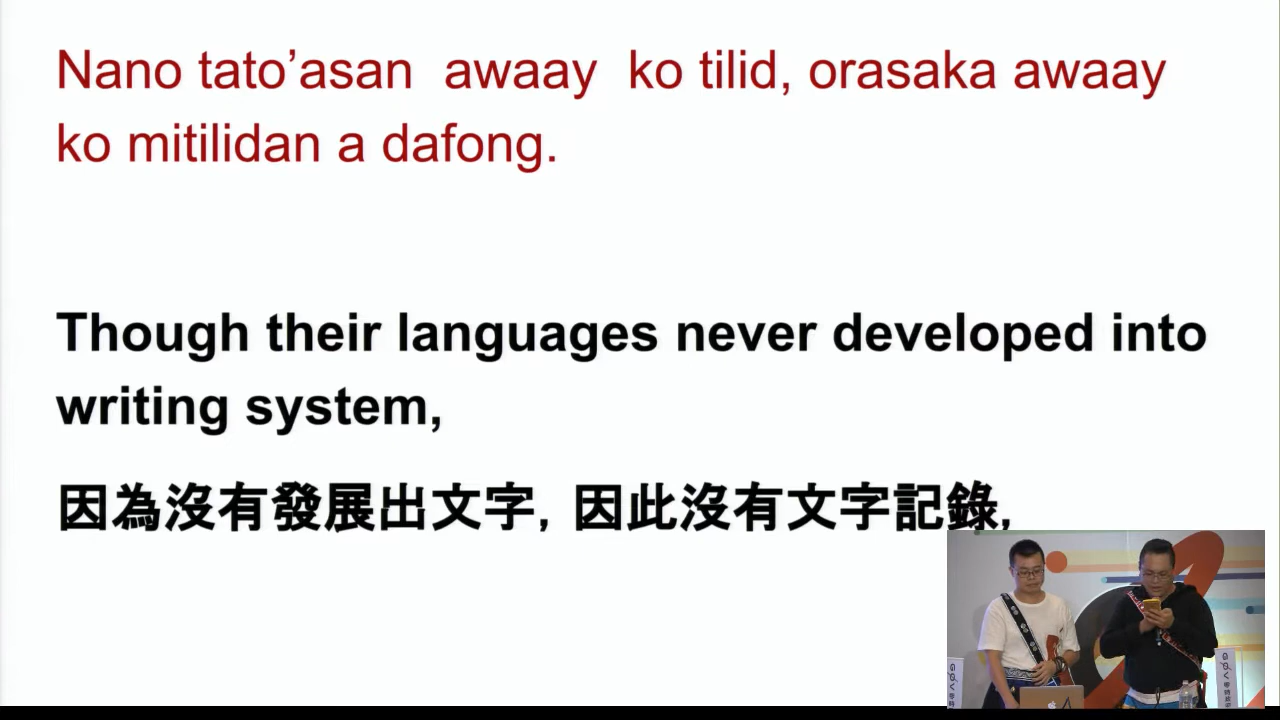 Nano tato’asan awaay ko tilid, orasaka awaay
ko mitilidan a dafong.
Though their languages never developed into
writing system,
因為沒有發展出文字, 因此沒有文字記錄,